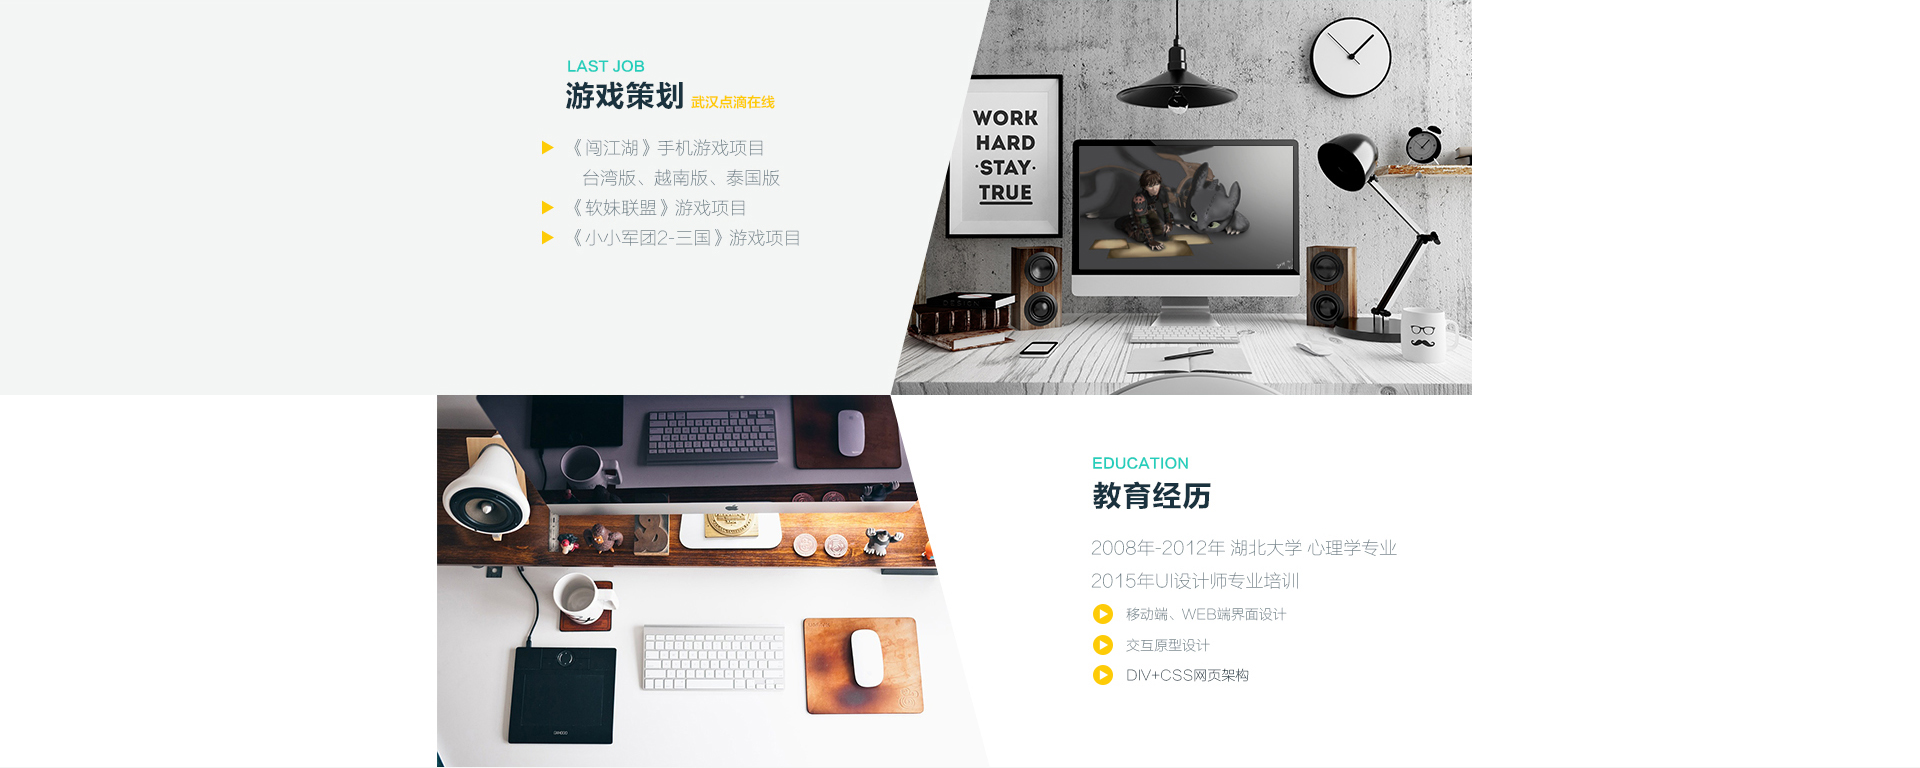 LAST JOB
游戏策划 武汉点滴在线
《闯江湖》手机游戏项目
台湾版、越南版、泰国版
《软妹联盟》游戏项目
《小小军团2-三国》游戏项目
WORK
HARD
·STAY·
TRUE
DESIGN
EDUCATION
教育经历
2008年-2012年 湖北大学 心理学专业
2015年UI设计师专业培训
移动端、WEB端界面设计
交互原型设计
DIV+CSS网页架构
BAMBOO